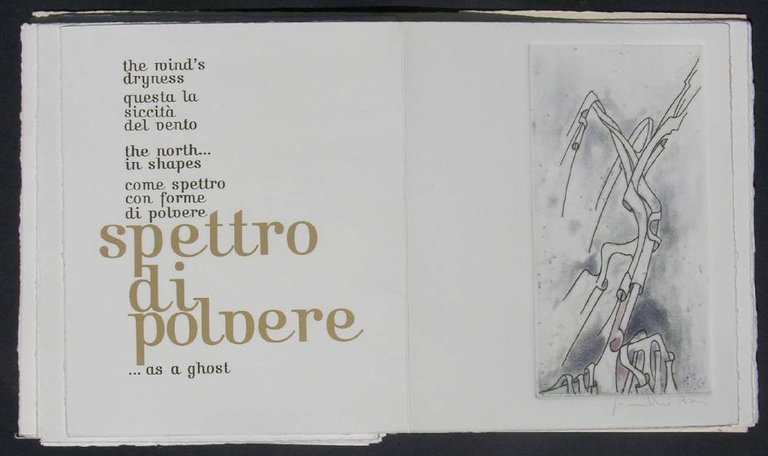 the wind's
dryness
questa la
siccità
del vento
the north...
in shapes
come spettro
con forme
di polvere
spettro
di
polvere
...as a ghost